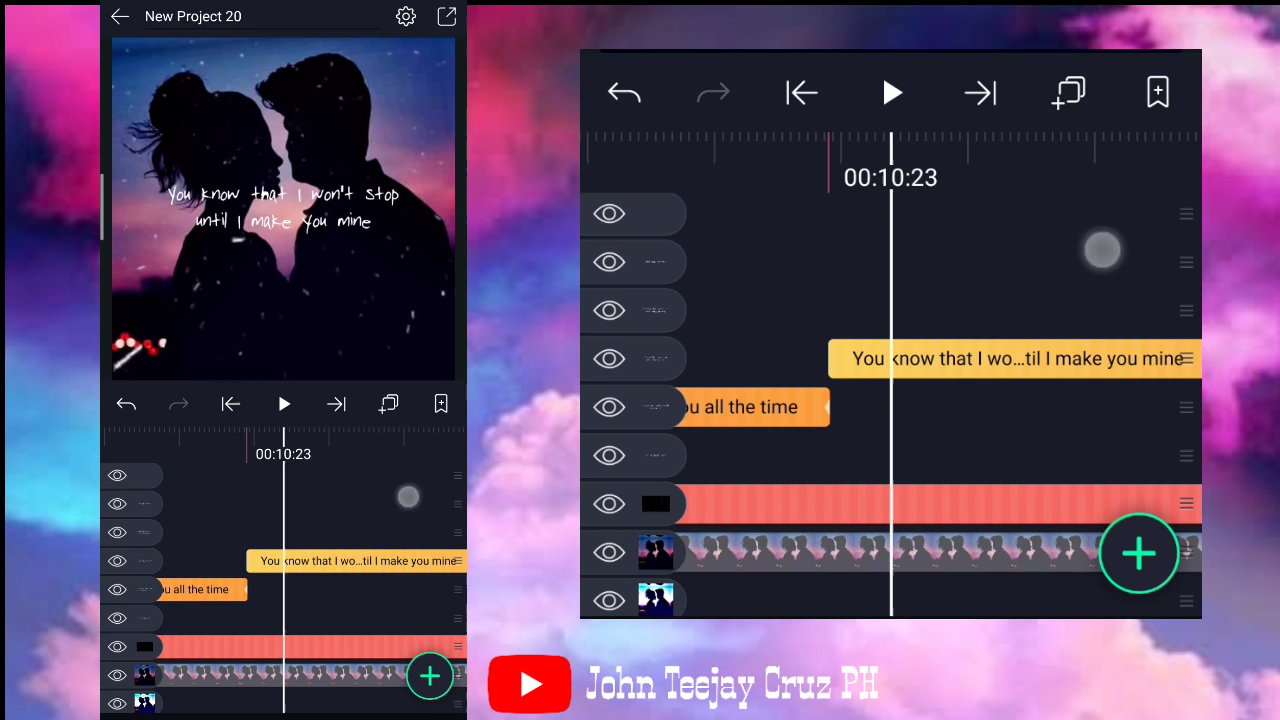 New Project 20
You know that I won't stop
until I make you mine
00:10:23
You know that I wo...til I make you mine
ou all the time
00:10:23
You know that I wo...til I make you mine
ou all the time
John Teejay Cruz PH